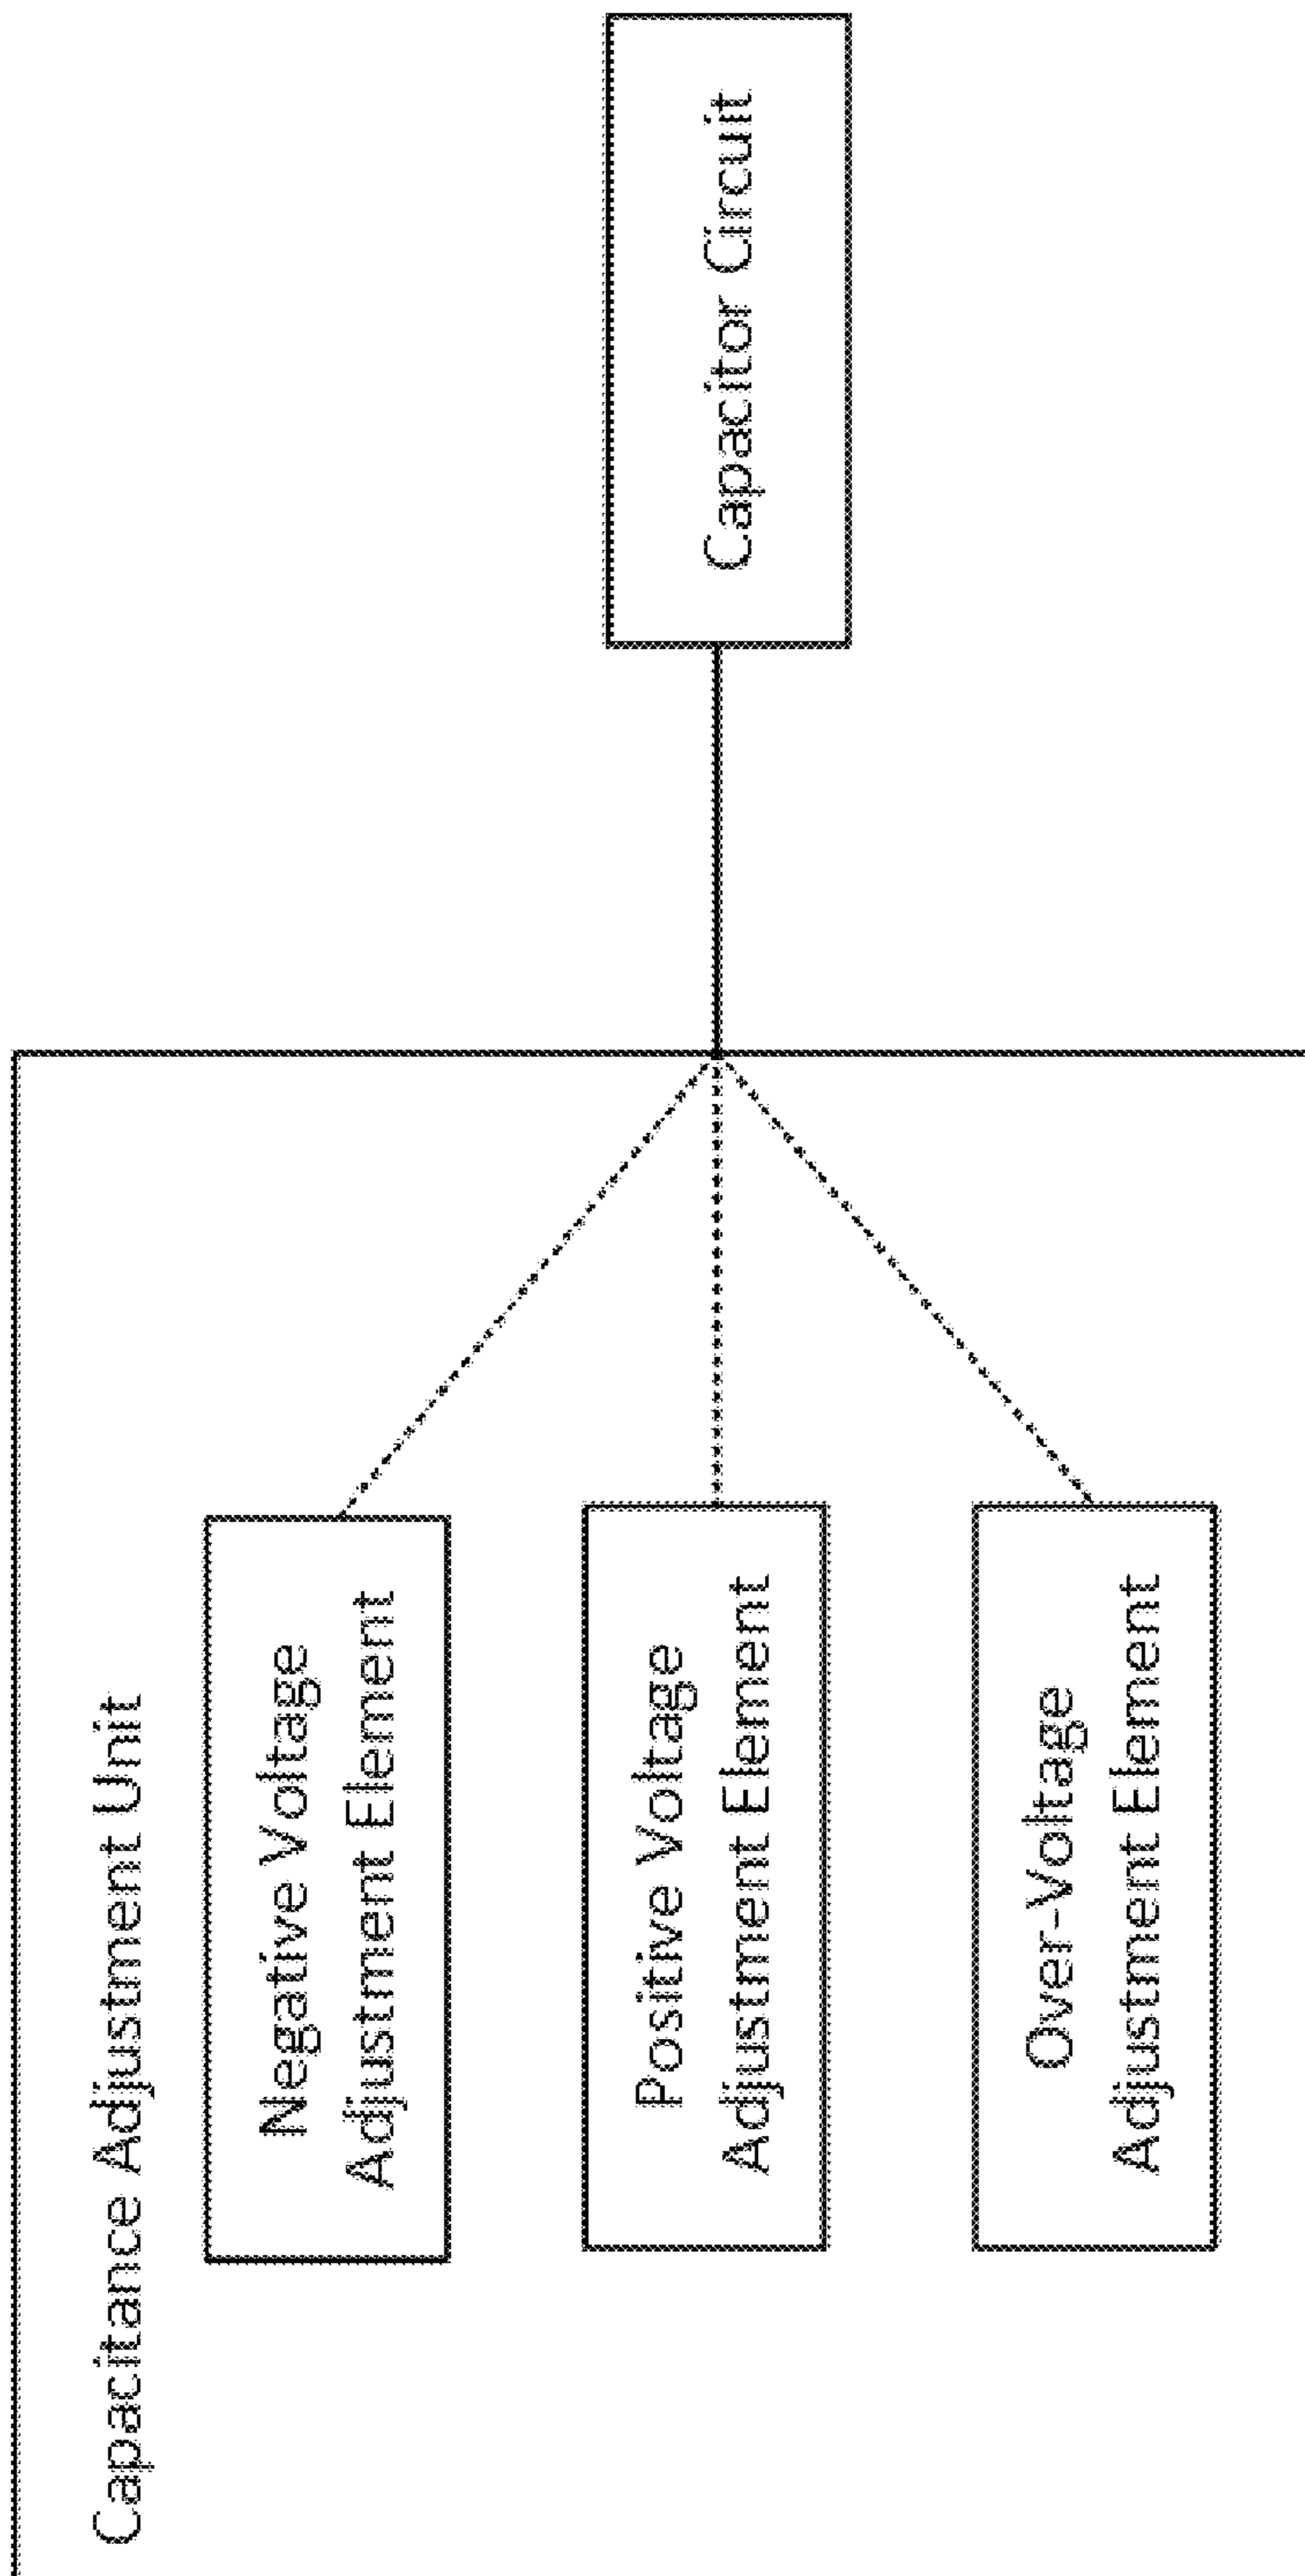 Capacitance Adjustment Unit
Negative Voltage
Adjustment Element
Positive Voltage
Adjustment Element
Over-Voltage
Adjustment Element
Capacitor Circuit